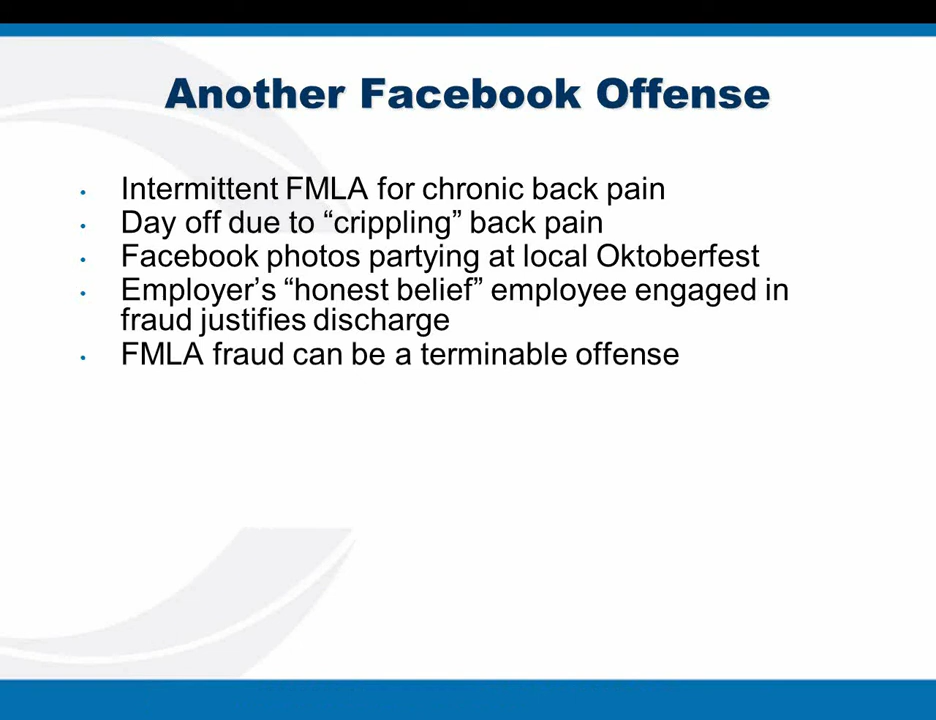 Another Facebook Offense
• Intermittent FMLA for chronic back pain
• Day off due to “crippling” back pain
• Facebook photos partying at local Oktoberfest
• Employer’s “honest belief” employee engaged in
fraud justifies discharge
• FMLA fraud can be a terminable offense